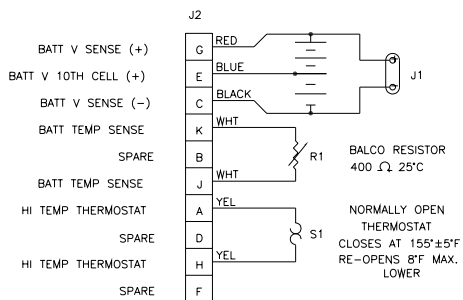 J2
BATT V SENSE (+) G RED
BATT V 10TH CELL (+) E BLUE
J1
BATT V SENSE (-) C BLACK
BATT TEMP SENSE K WHT
SPARE B R1
BALCO RESISTOR
400 Ω 25°C
BATT TEMP SENSE J WHT
HI TEMP THERMOSTAT A YEL
SPARE D S1
HI TEMP THERMOSTAT H YEL
NORMALLY OPEN
THERMOSTAT
CLOSES AT 155°±5°F
RE-OPENS 8°F MAX.
LOWER
SPARE F